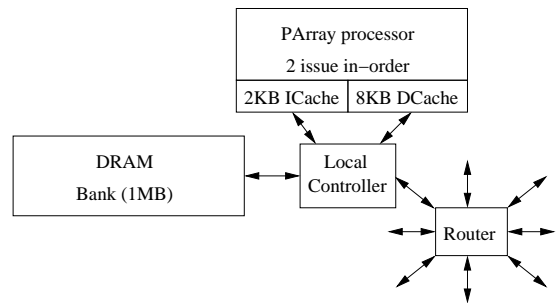 PArray processor
2 issue in−order
2KB ICache
8KB DCache
DRAM
Bank (1MB)
Local
Controller
Router